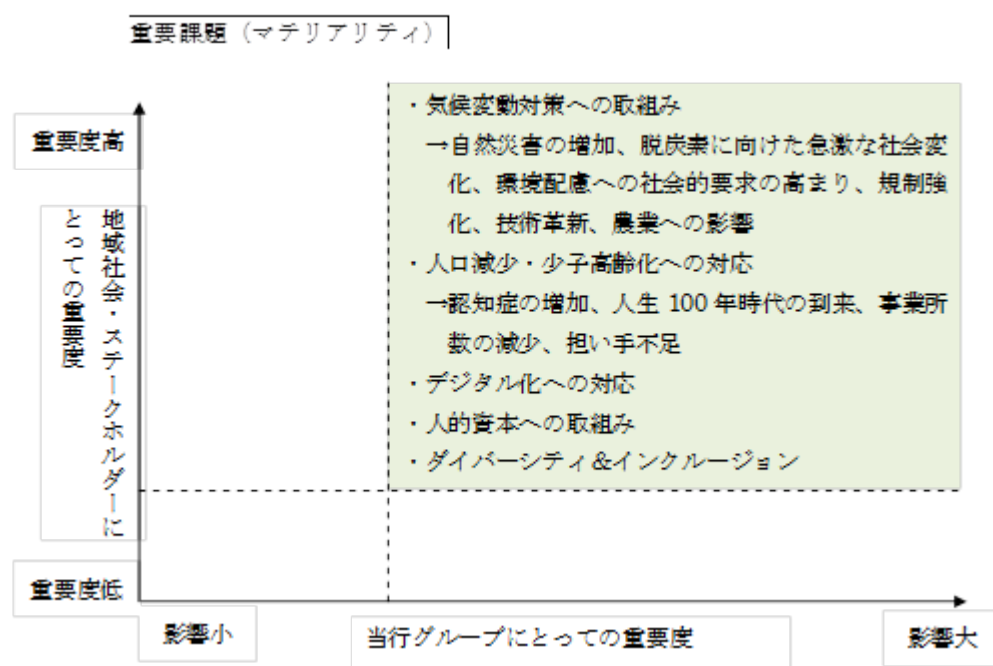 重要課題（マテリアリティ）
重要度高
地域社会・ステークホルダーに
とっての重要度
重要度低
・気候変動対策への取組み
→自然災害の増加、脱炭素に向けた急激な社会変
化、環境配慮への社会的要求の高まり、規制強
化、技術革新、農業への影響
・人口減少・少子高齢化への対応
→認知症の増加、人生 100 年時代の到来、事業所
数の減少、担い手不足
・デジタル化への対応
・人的資本への取組み
・ダイバーシティ＆インクルージョン
影響小
当行グループにとっての重要度
影響大